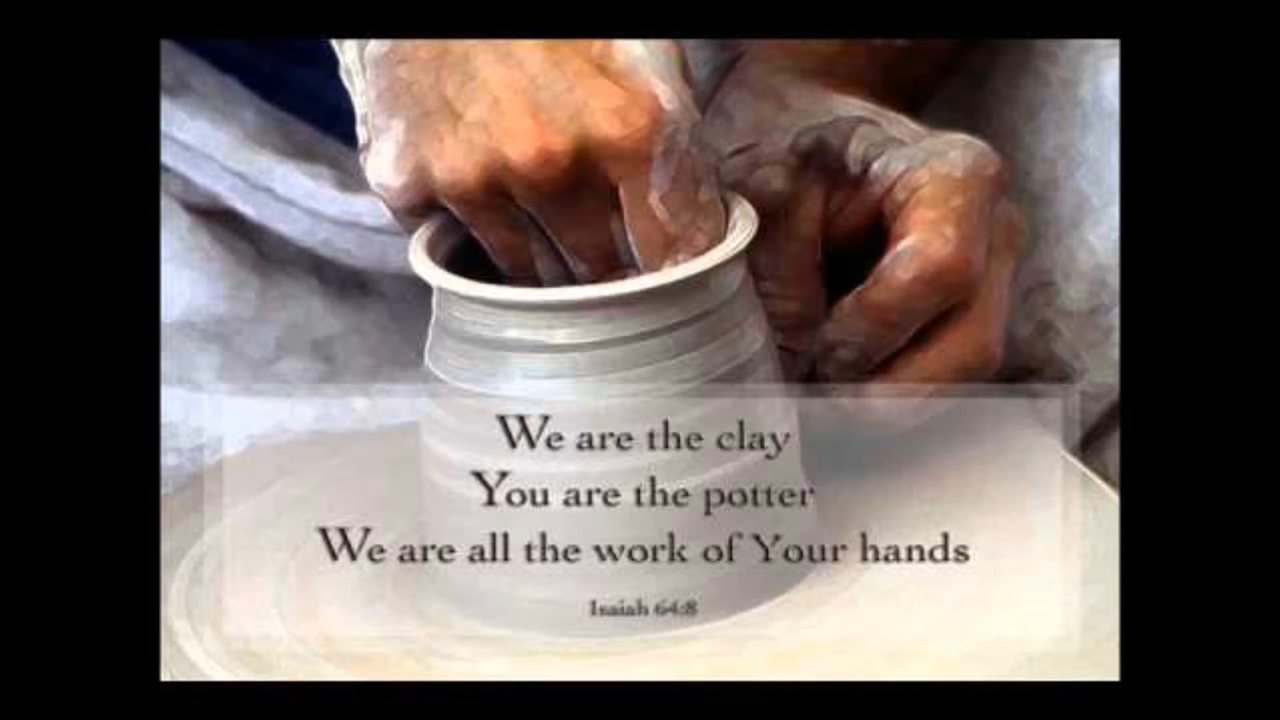 We are the clay
You are the potter
We are all the work of Your hands
Isaiah 64:8